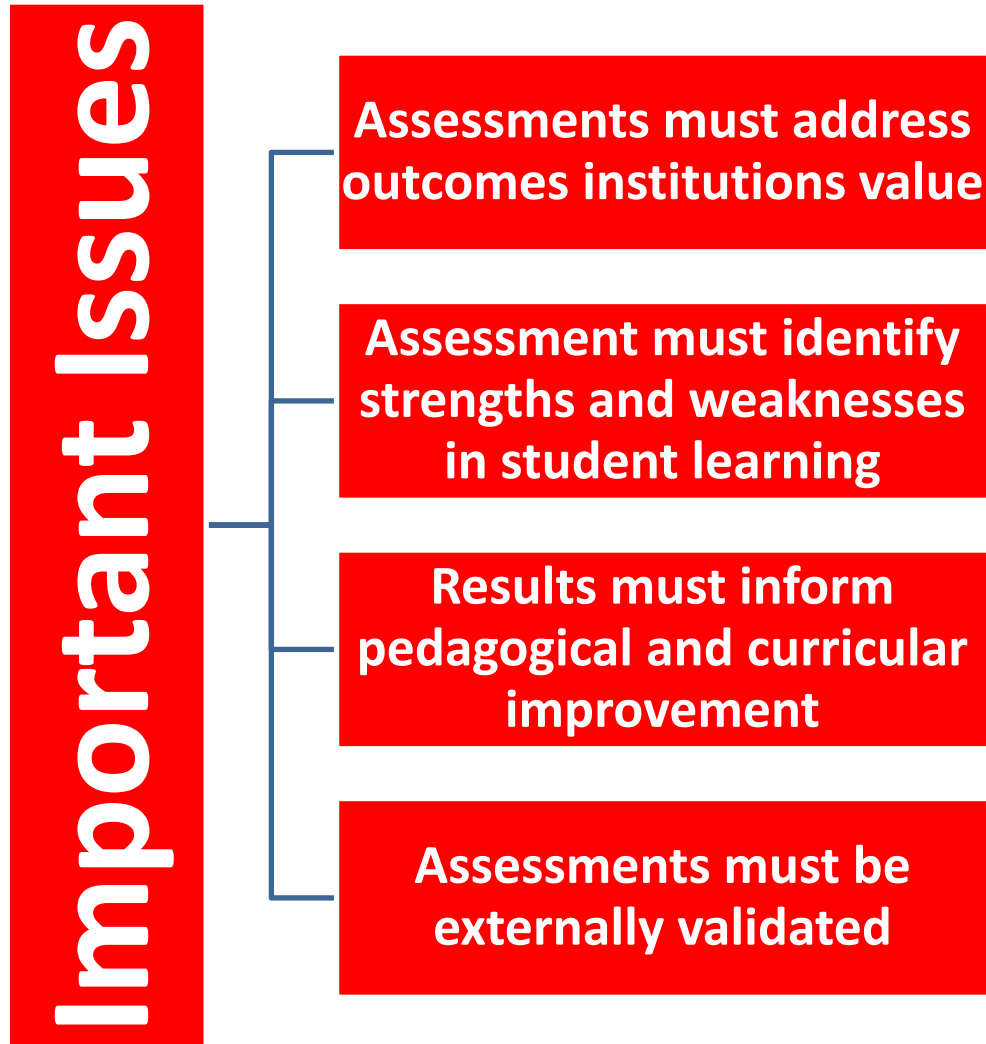 Important Issues
Assessments must address
outcomes institutions value
Assessment must identify
strengths and weaknesses
in student learning
Results must inform
pedagogical and curricular
improvement
Assessments must be
externally validated